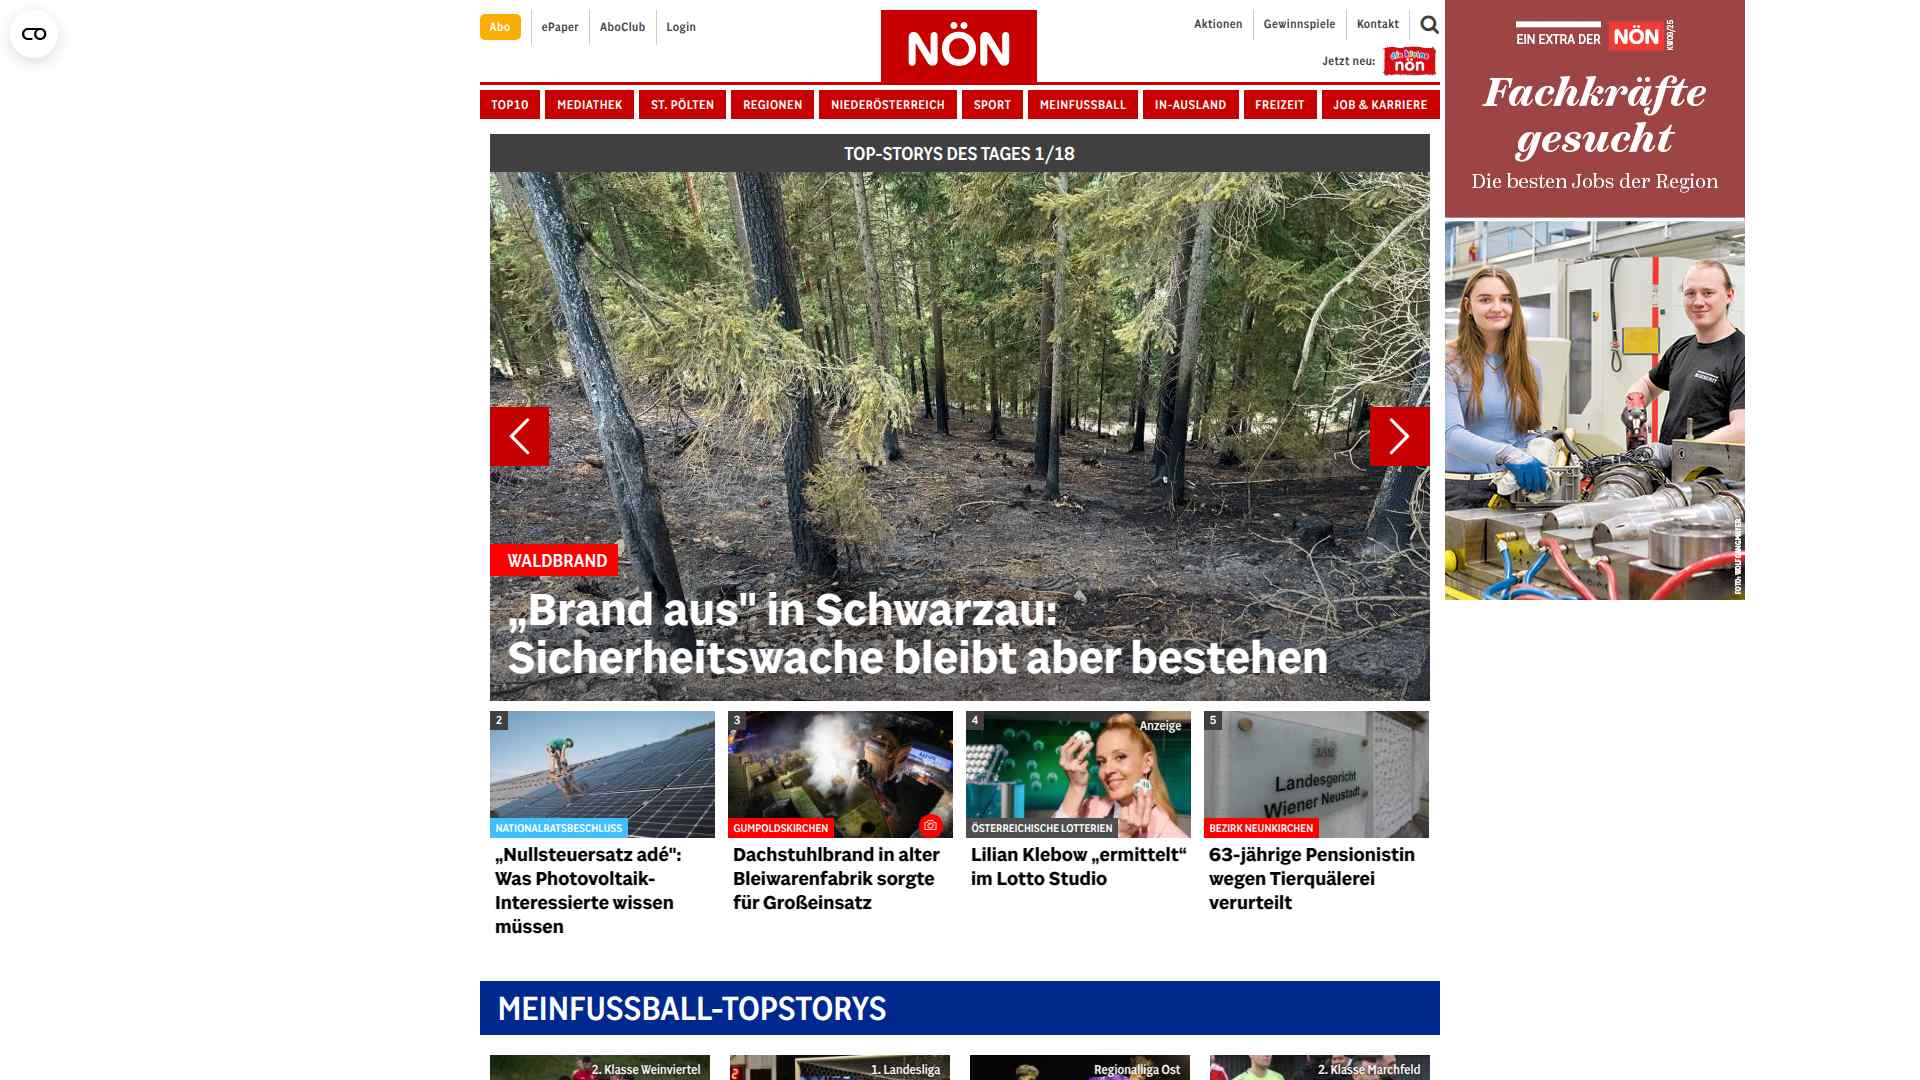 Abo
ePaper
AboClub
Login
NÖN
Aktionen
Gewinnspiele
Kontakt
Jetzt neu:
die kleine
nön
TOP10
MEDIATHEK
ST. PÖLTEN
REGIONEN
NIEDERÖSTERREICH
SPORT
MEINFUSSBALL
IN-AUSLAND
FREIZEIT
JOB & KARRIERE
EIN EXTRA DER NÖN
KW09/25
Fachkräfte
gesucht
Die besten Jobs der Region
TOP-STORYS DES TAGES 1/18
WALDBRAND
„Brand aus" in Schwarzau:
Sicherheitswache bleibt aber bestehen
2
NATIONALRATSBESCHLUSS
„Nullsteuersatz adé":
Was Photovoltaik-
Interessierte wissen
müssen
3
GUMPOLDSKIRCHEN
Dachstuhlbrand in alter
Bleiwarenfabrik sorgte
für Großeinsatz
4
Anzeige
ÖSTERREICHISCHE LOTTERIEN
Lilian Klebow „ermittelt“
im Lotto Studio
5
Landesgericht
Wiener Neustadt
BEZIRK NEUNKIRCHEN
63-jährige Pensionistin
wegen Tierquälerei
verurteilt
MEINFUSSBALL-TOPSTORYS
2. Klasse Weinviertel
1. Landesliga
Regionalliga Ost
2. Klasse Marchfeld